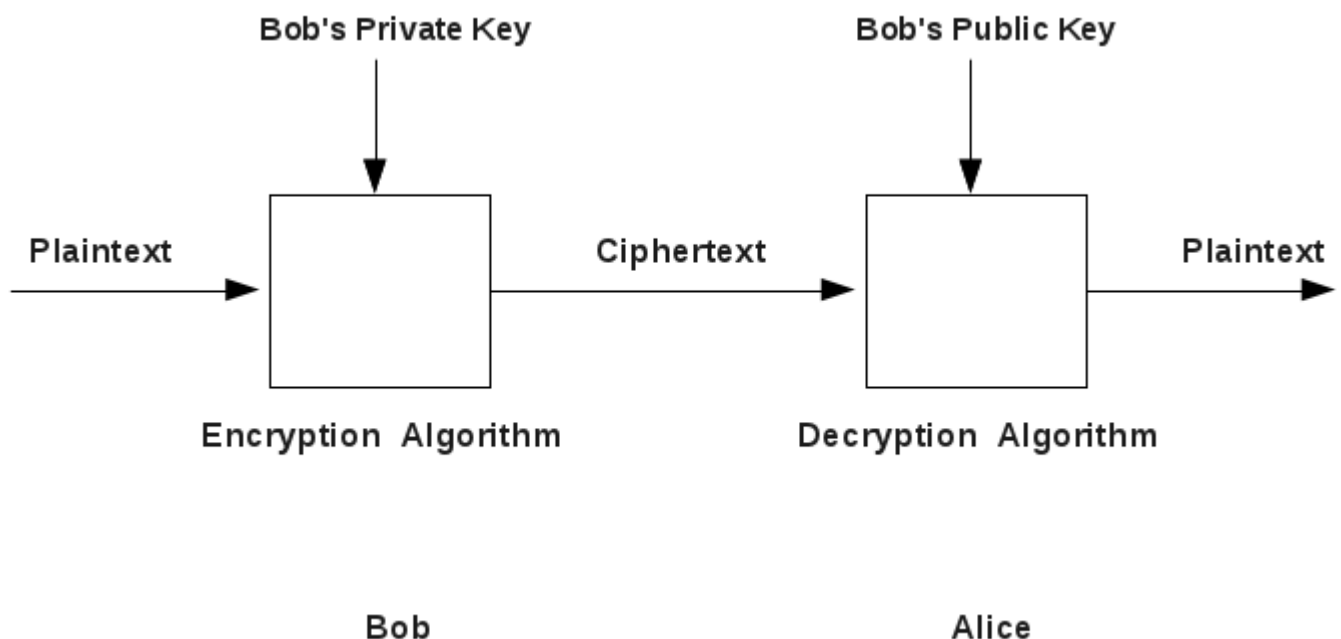 Bob's Private Key
Bob's Public Key
Plaintext
Ciphertext
Plaintext
Encryption Algorithm
Decryption Algorithm
Bob
Alice